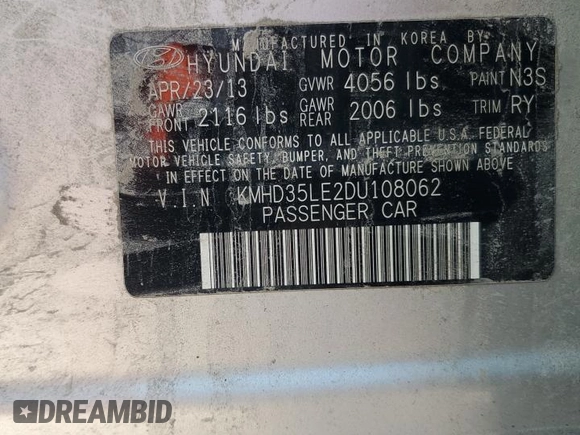 MANUFACTURED IN KOREA BY
HYUNDAI MOTOR COMPANY
APR/23/13 GVWR 4056 lbs PAINT N3S
GAWR FRONT 2116 lbs GAWR REAR 2006 lbs TRIM RY
THIS VEHICLE CONFORMS TO ALL APPLICABLE U.S.A. FEDERAL
MOTOR VEHICLE SAFETY, BUMPER, AND THEFT PREVENTION STANDARDS
IN EFFECT ON THE DATE OF MANUFACTURE SHOWN ABOVE.
V.I.N KMHD35LE2DU108062
PASSENGER CAR
DREAMBID